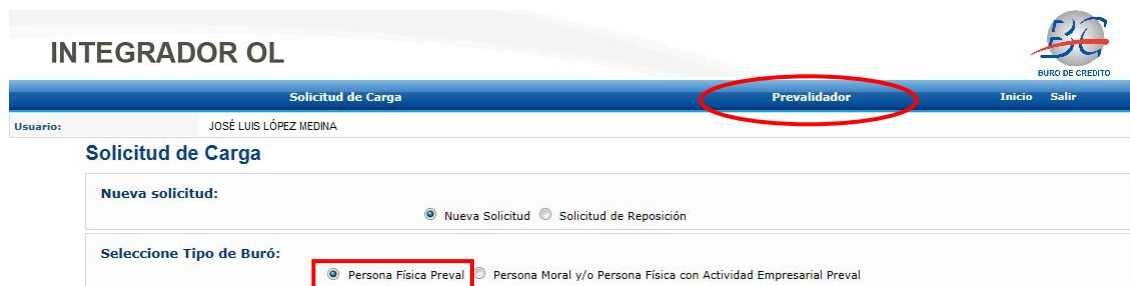 INTEGRADOR OL
BC
BURO DE CREDITO
Solicitud de Carga Prevalidador Inicio Salir
Usuario: JOSÉ LUIS LÓPEZ MEDINA
Solicitud de Carga
Nueva solicitud:
Nueva Solicitud Solicitud de Reposición
Seleccione Tipo de Buró:
Persona Física Preval Persona Moral y/o Persona Física con Actividad Empresarial Preval